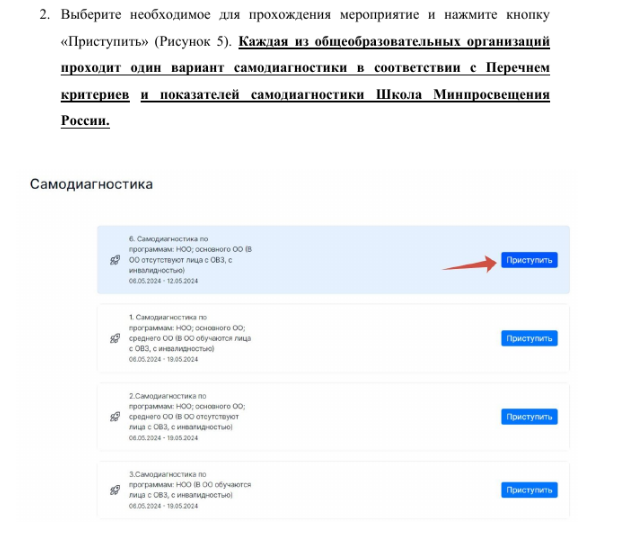 2. Выберите необходимое для прохождения мероприятие и нажмите кнопку
«Приступить» (Рисунок 5). Каждая из общеобразовательных организаций
проходит один вариант самодиагностики в соответствии с Перечнем
критериев и показателей самодиагностики Школа Минпросвещения
России.
Самодиагностика
6. Самодиагностика по
программам: НОО; основного ОО (В
ОО отсутствуют лица с ОВЗ, с
инвалидностью)
06.05.2024 - 12.05.2024
Приступить
1. Самодиагностика по
программам: НОО; основного ОО;
среднего ОО (В ОО обучаются лица
с ОВЗ, с инвалидностью)
06.05.2024 - 19.05.2024
Приступить
2.Самодиагностика по
программам: НОО; основного ОО;
среднего ОО (В ОО отсутствуют
лица с ОВЗ, с инвалидностью)
06.05.2024 - 19.05.2024
Приступить
3.Самодиагностика по
программам: НОО (В ОО обучаются
лица с ОВЗ, с инвалидностью)
06.05.2024 - 19.05.2024
Приступить